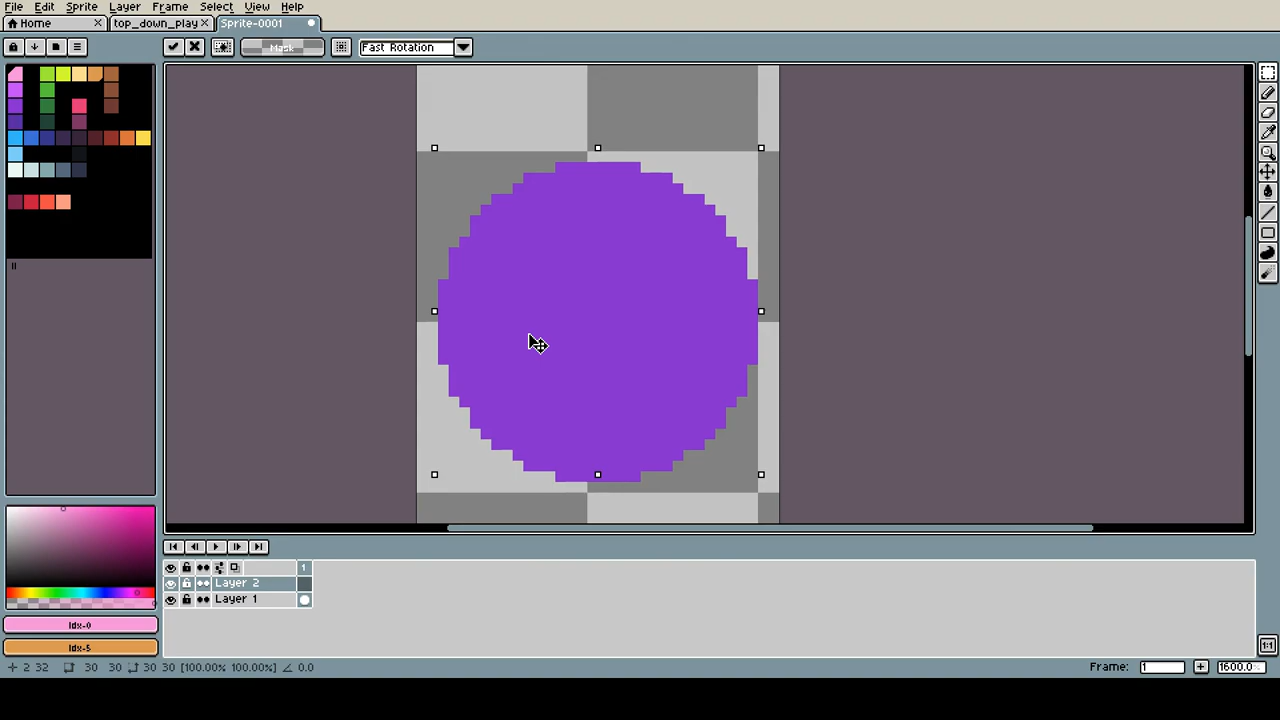 File Edit Sprite Layer Frame Select View Help
Home top_down_play Sprite-0001
Mask Fast Rotation
1
Layer 2
Layer 1
Idx-0
Idx-5
2 32 30 30 30 30 [100.00% 100.00%] 0.0 Frame: 1 1600.0
1:1